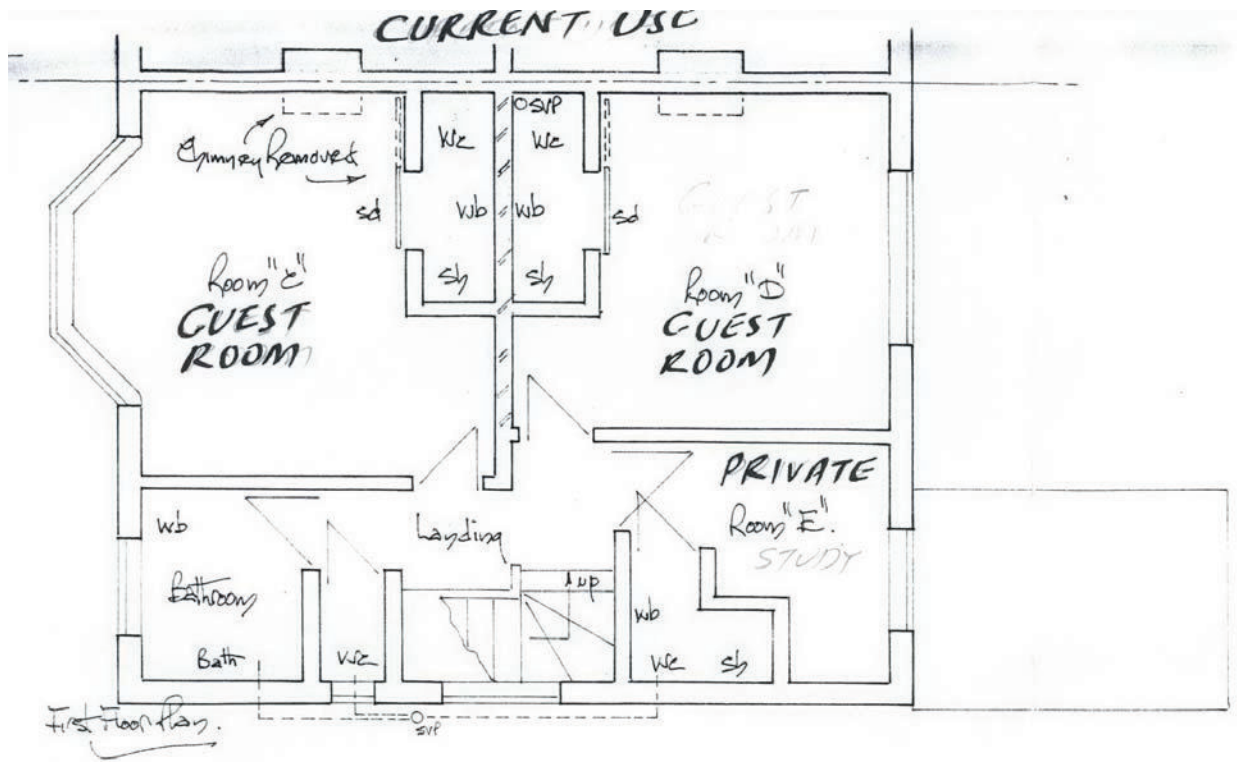 CURRENT USE
Chimney Removed
SVP
Wc
Wc
sd
Wb
Wb
sd
Sh
Sh
Room "C"
GUEST
ROOM
Room "D"
GUEST
ROOM
PRIVATE
Room "E".
STUDY
Landing
wb
Bathroom
Bath
Wc
1 up
wb
Wc
Sh
First Floor Plan.
SVP